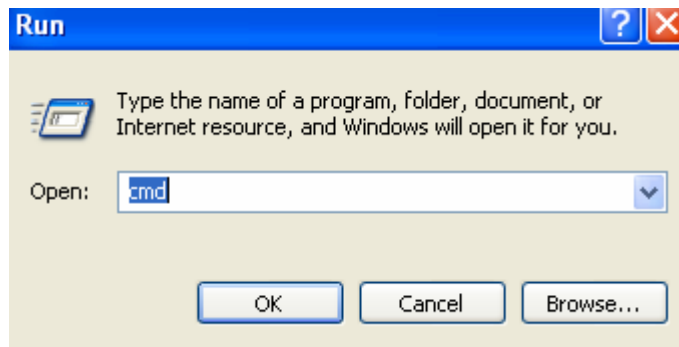 Run
Type the name of a program, folder, document, or
Internet resource, and Windows will open it for you.
Open: cmd
OK Cancel Browse...